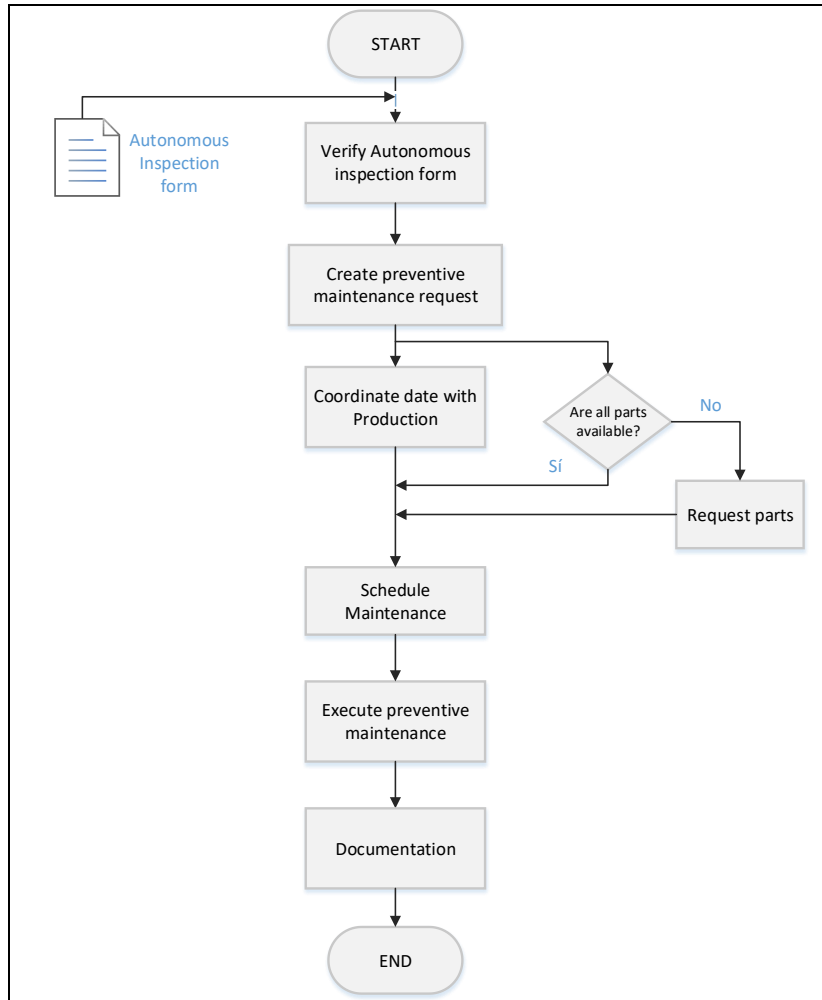 START
Autonomous
Inspection
form
Verify Autonomous
inspection form
Create preventive
maintenance request
Coordinate date with
Production
Are all parts
available?
No
Sí
Request parts
Schedule
Maintenance
Execute preventive
maintenance
Documentation
END